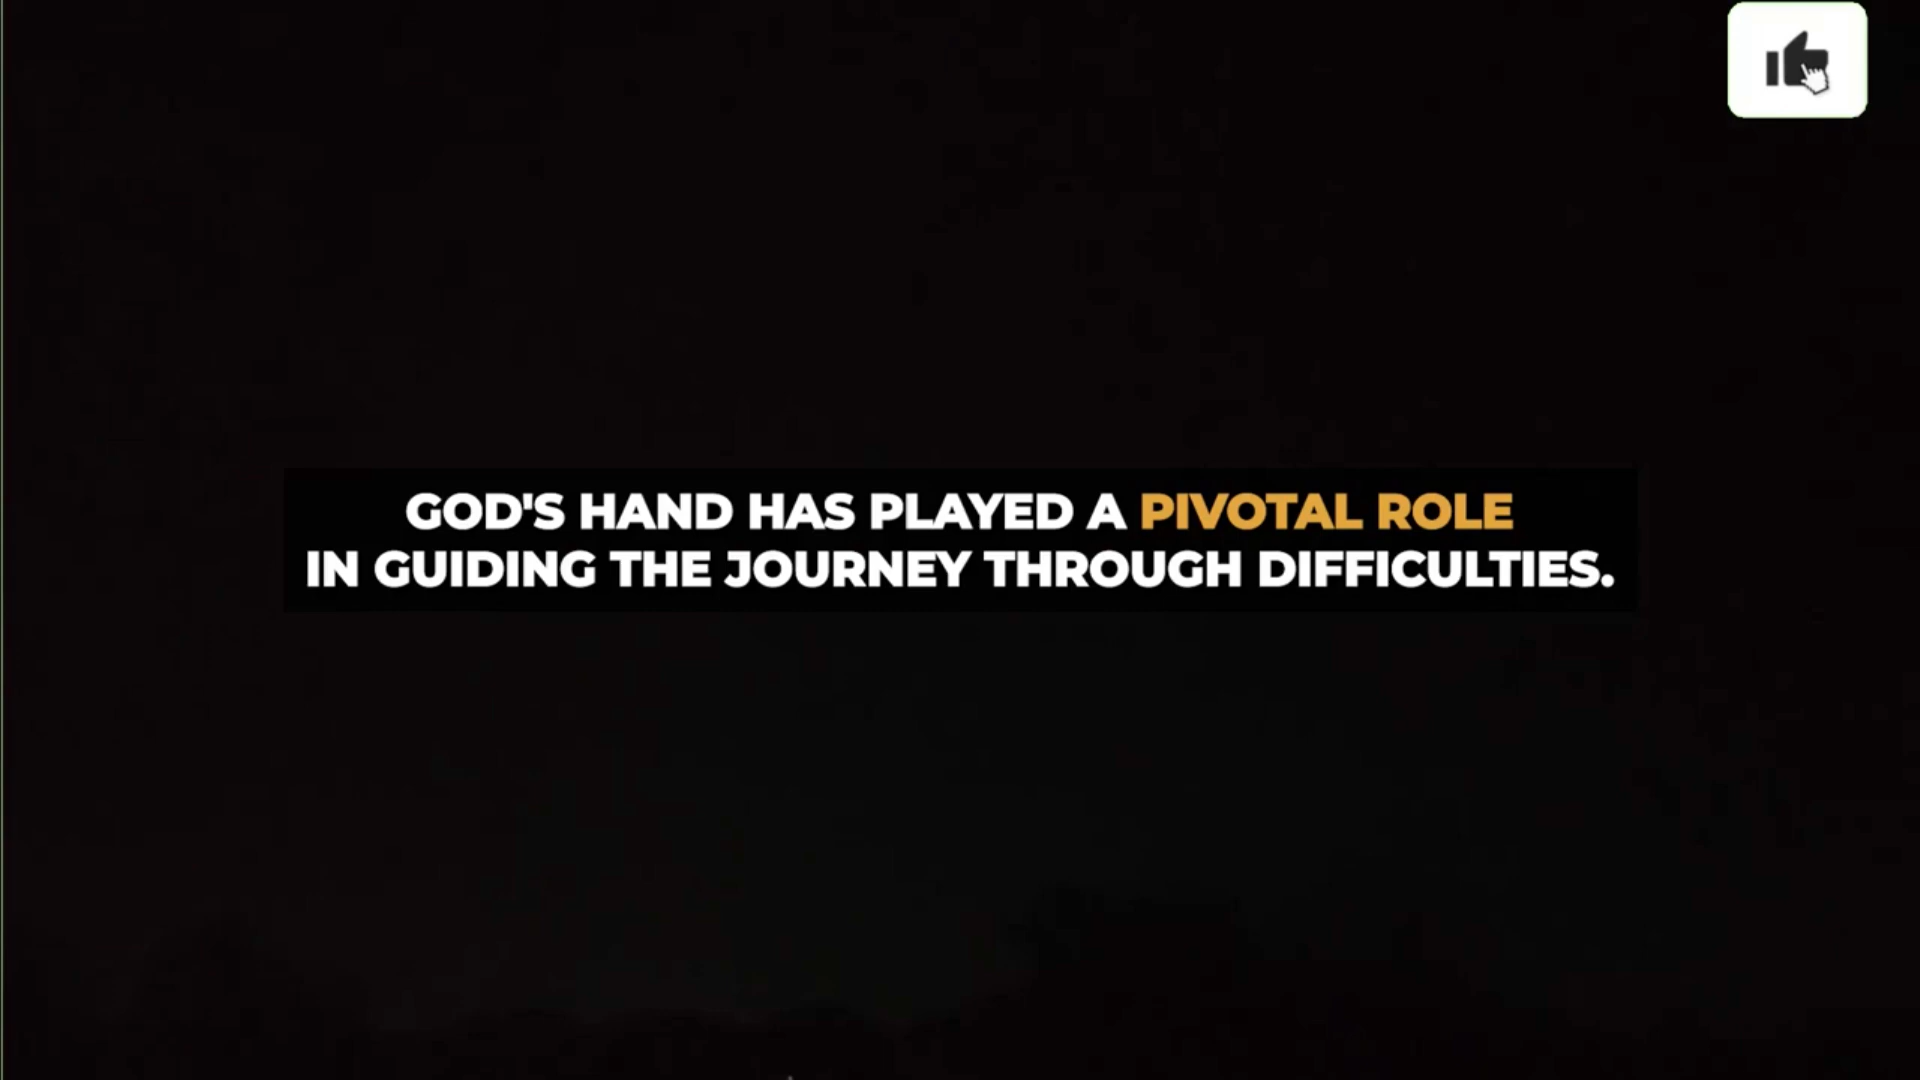 GOD'S HAND HAS PLAYED A PIVOTAL ROLE
IN GUIDING THE JOURNEY THROUGH DIFFICULTIES.